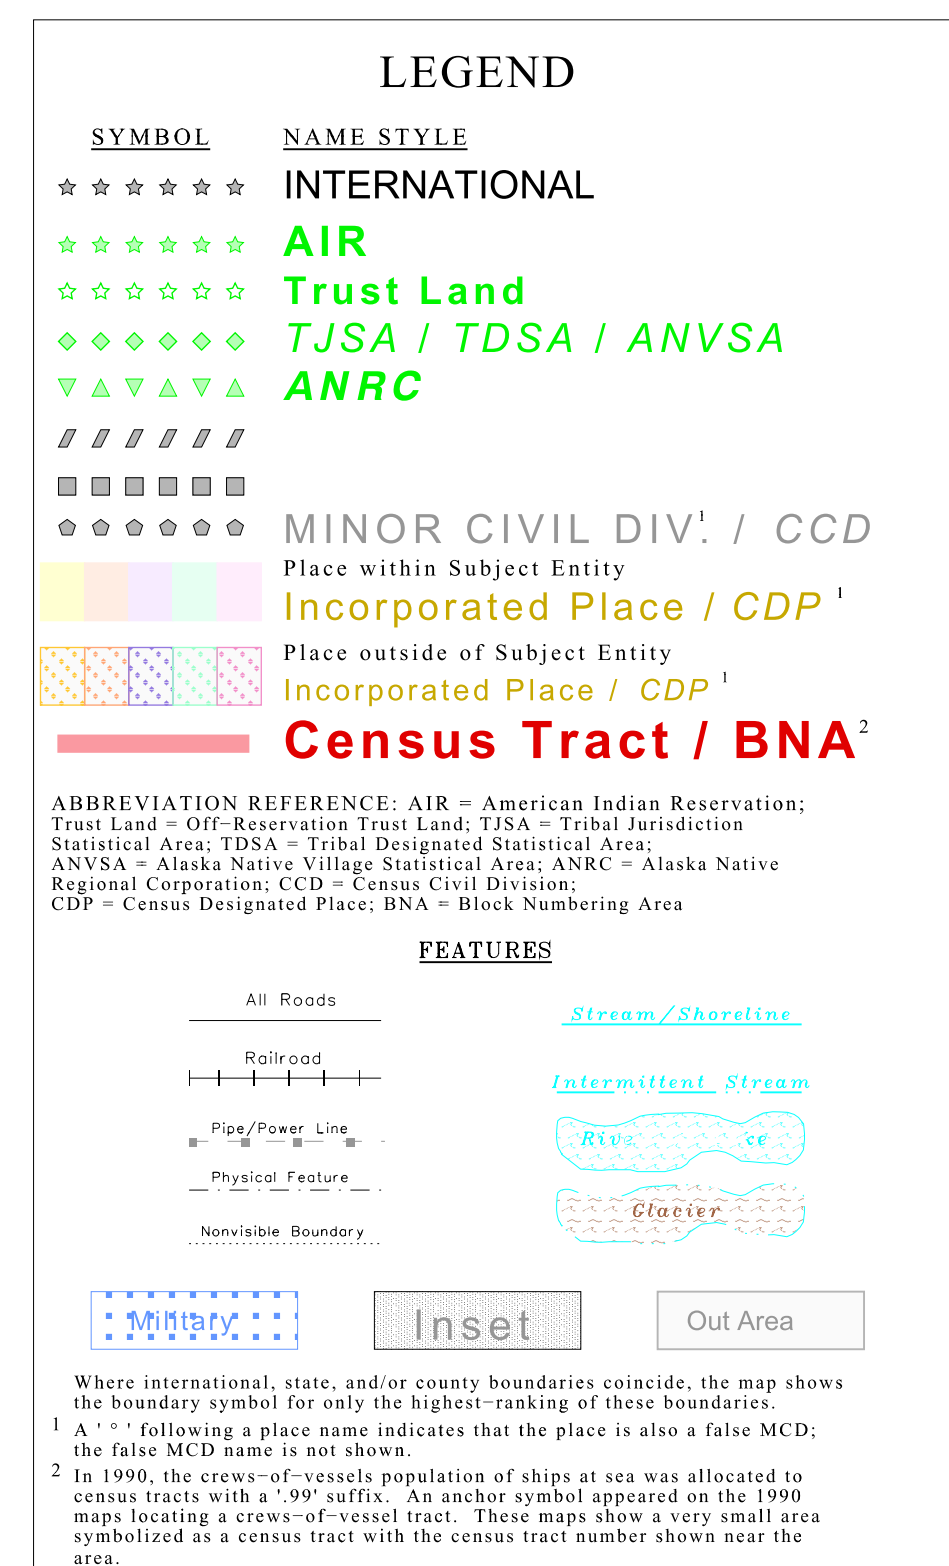 LEGEND
SYMBOL NAME STYLE
INTERNATIONAL
AIR
Trust Land
TJSA / TDSA / ANVSA
ANRC
MINOR CIVIL DIV. 1 / CCD
Place within Subject Entity
Incorporated Place / CDP 1
Place outside of Subject Entity
Incorporated Place / CDP 1
Census Tract / BNA 2
ABBREVIATION REFERENCE: AIR = American Indian Reservation;
Trust Land = Off−Reservation Trust Land; TJSA = Tribal Jurisdiction
Statistical Area; TDSA = Tribal Designated Statistical Area;
ANVSA = Alaska Native Village Statistical Area; ANRC = Alaska Native
Regional Corporation; CCD = Census Civil Division;
CDP = Census Designated Place; BNA = Block Numbering Area
FEATURES
All Roads
Railroad
Pipe/Power Line
Physical Feature
Nonvisible Boundary
Stream/Shoreline
Intermittent Stream
Glacier
Military
Inset
Out Area
Where international, state, and/or county boundaries coincide, the map shows
the boundary symbol for only the highest−ranking of these boundaries.
1 A ' ° ' following a place name indicates that the place is also a false MCD;
the false MCD name is not shown.
2 In 1990, the crews−of−vessels population of ships at sea was allocated to
census tracts with a '.99' suffix. An anchor symbol appeared on the 1990
maps locating a crews−of−vessel tract. These maps show a very small area
symbolized as a census tract with the census tract number shown near the
area.